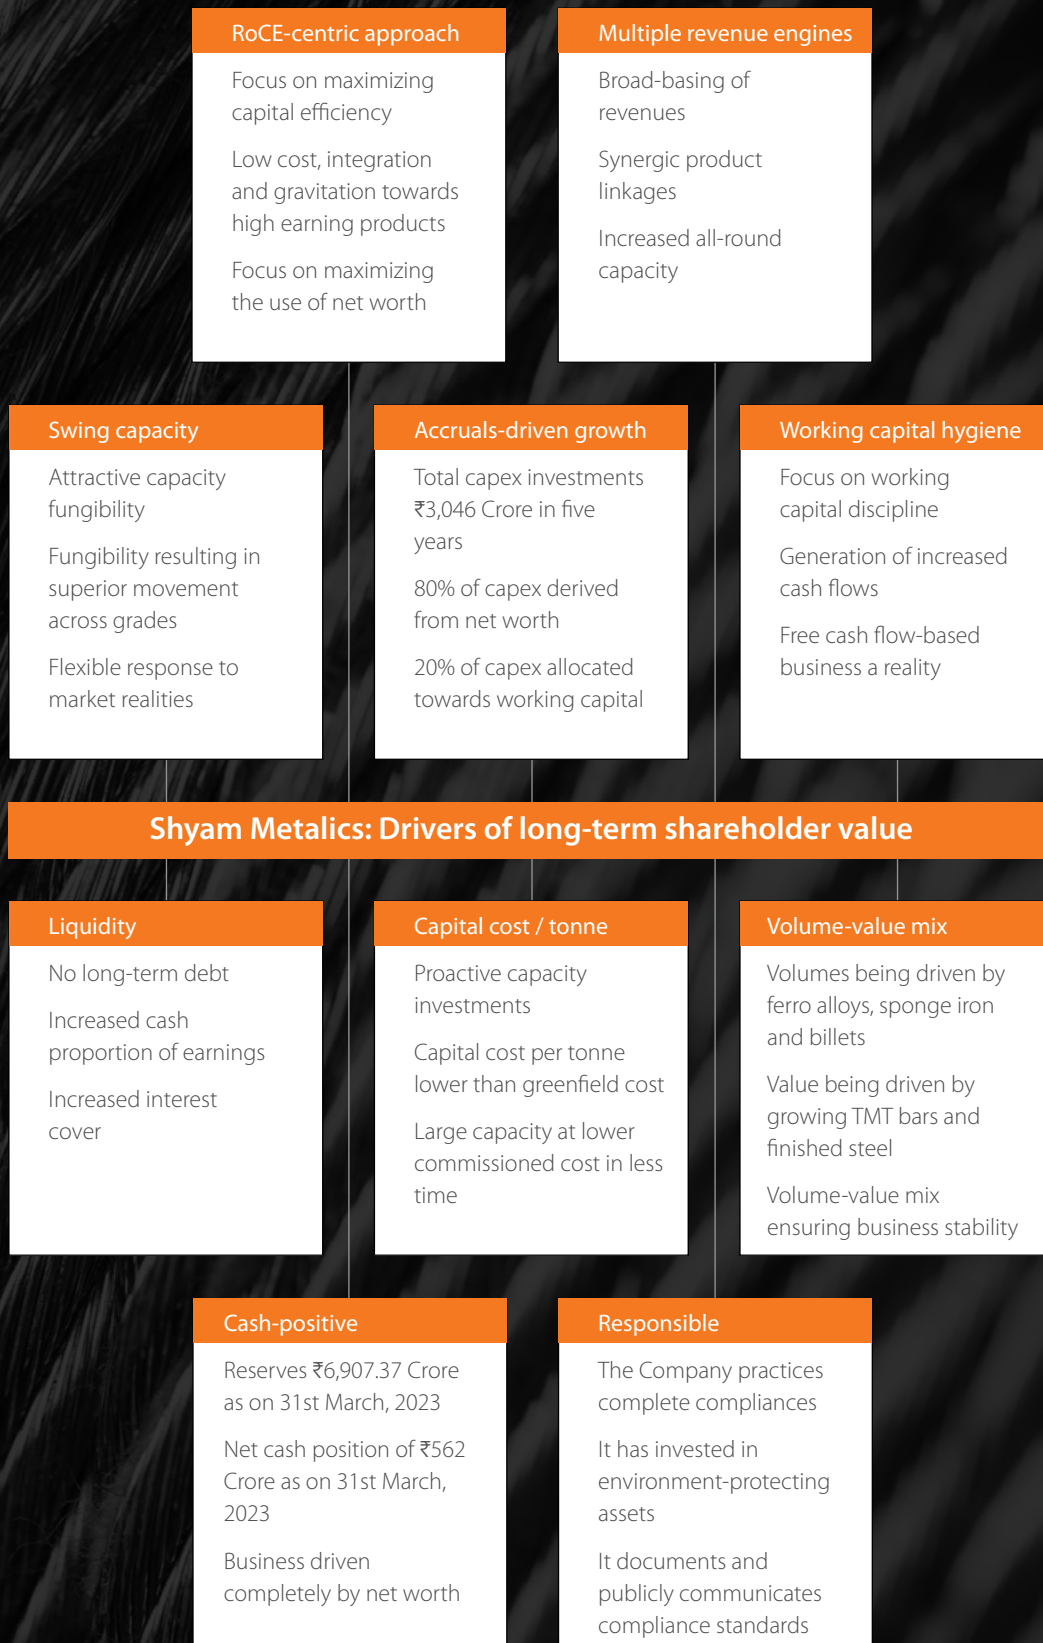 RoCE-centric approach
Focus on maximizing
capital efficiency
Low cost, integration
and gravitation towards
high earning products
Focus on maximizing
the use of net worth
Multiple revenue engines
Broad-basing of
revenues
Synergic product
linkages
Increased all-round
capacity
Swing capacity
Attractive capacity
fungibility
Fungibility resulting in
superior movement
across grades
Flexible response to
market realities
Accruals-driven growth
Total capex investments
₹3,046 Crore in five
years
80% of capex derived
from net worth
20% of capex allocated
towards working capital
Working capital hygiene
Focus on working
capital discipline
Generation of increased
cash flows
Free cash flow-based
business a reality
Shyam Metalics: Drivers of long-term shareholder value
Liquidity
No long-term debt
Increased cash
proportion of earnings
Increased interest
cover
Capital cost / tonne
Proactive capacity
investments
Capital cost per tonne
lower than greenfield cost
Large capacity at lower
commissioned cost in less
time
Volume-value mix
Volumes being driven by
ferro alloys, sponge iron
and billets
Value being driven by
growing TMT bars and
finished steel
Volume-value mix
ensuring business stability
Cash-positive
Reserves ₹6,907.37 Crore
as on 31st March, 2023
Net cash position of ₹562
Crore as on 31st March,
2023
Business driven
completely by net worth
Responsible
The Company practices
complete compliances
It has invested in
environment-protecting
assets
It documents and
publicly communicates
compliance standards